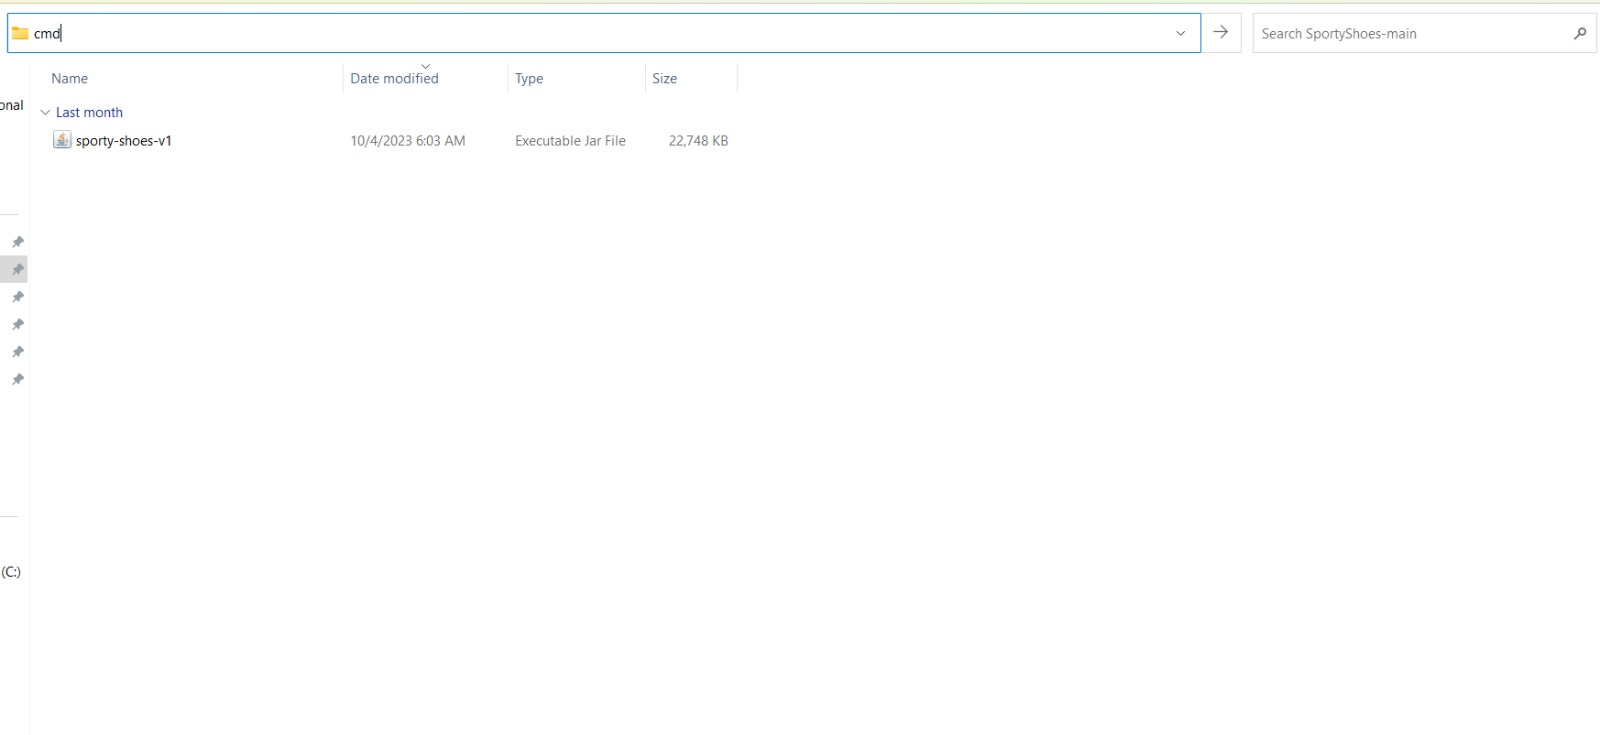 cmd
Search SportyShoes-main
Name Date modified Type Size
onal
Last month
sporty-shoes-v1 10/4/2023 6:03 AM Executable Jar File 22,748 KB
(C:)